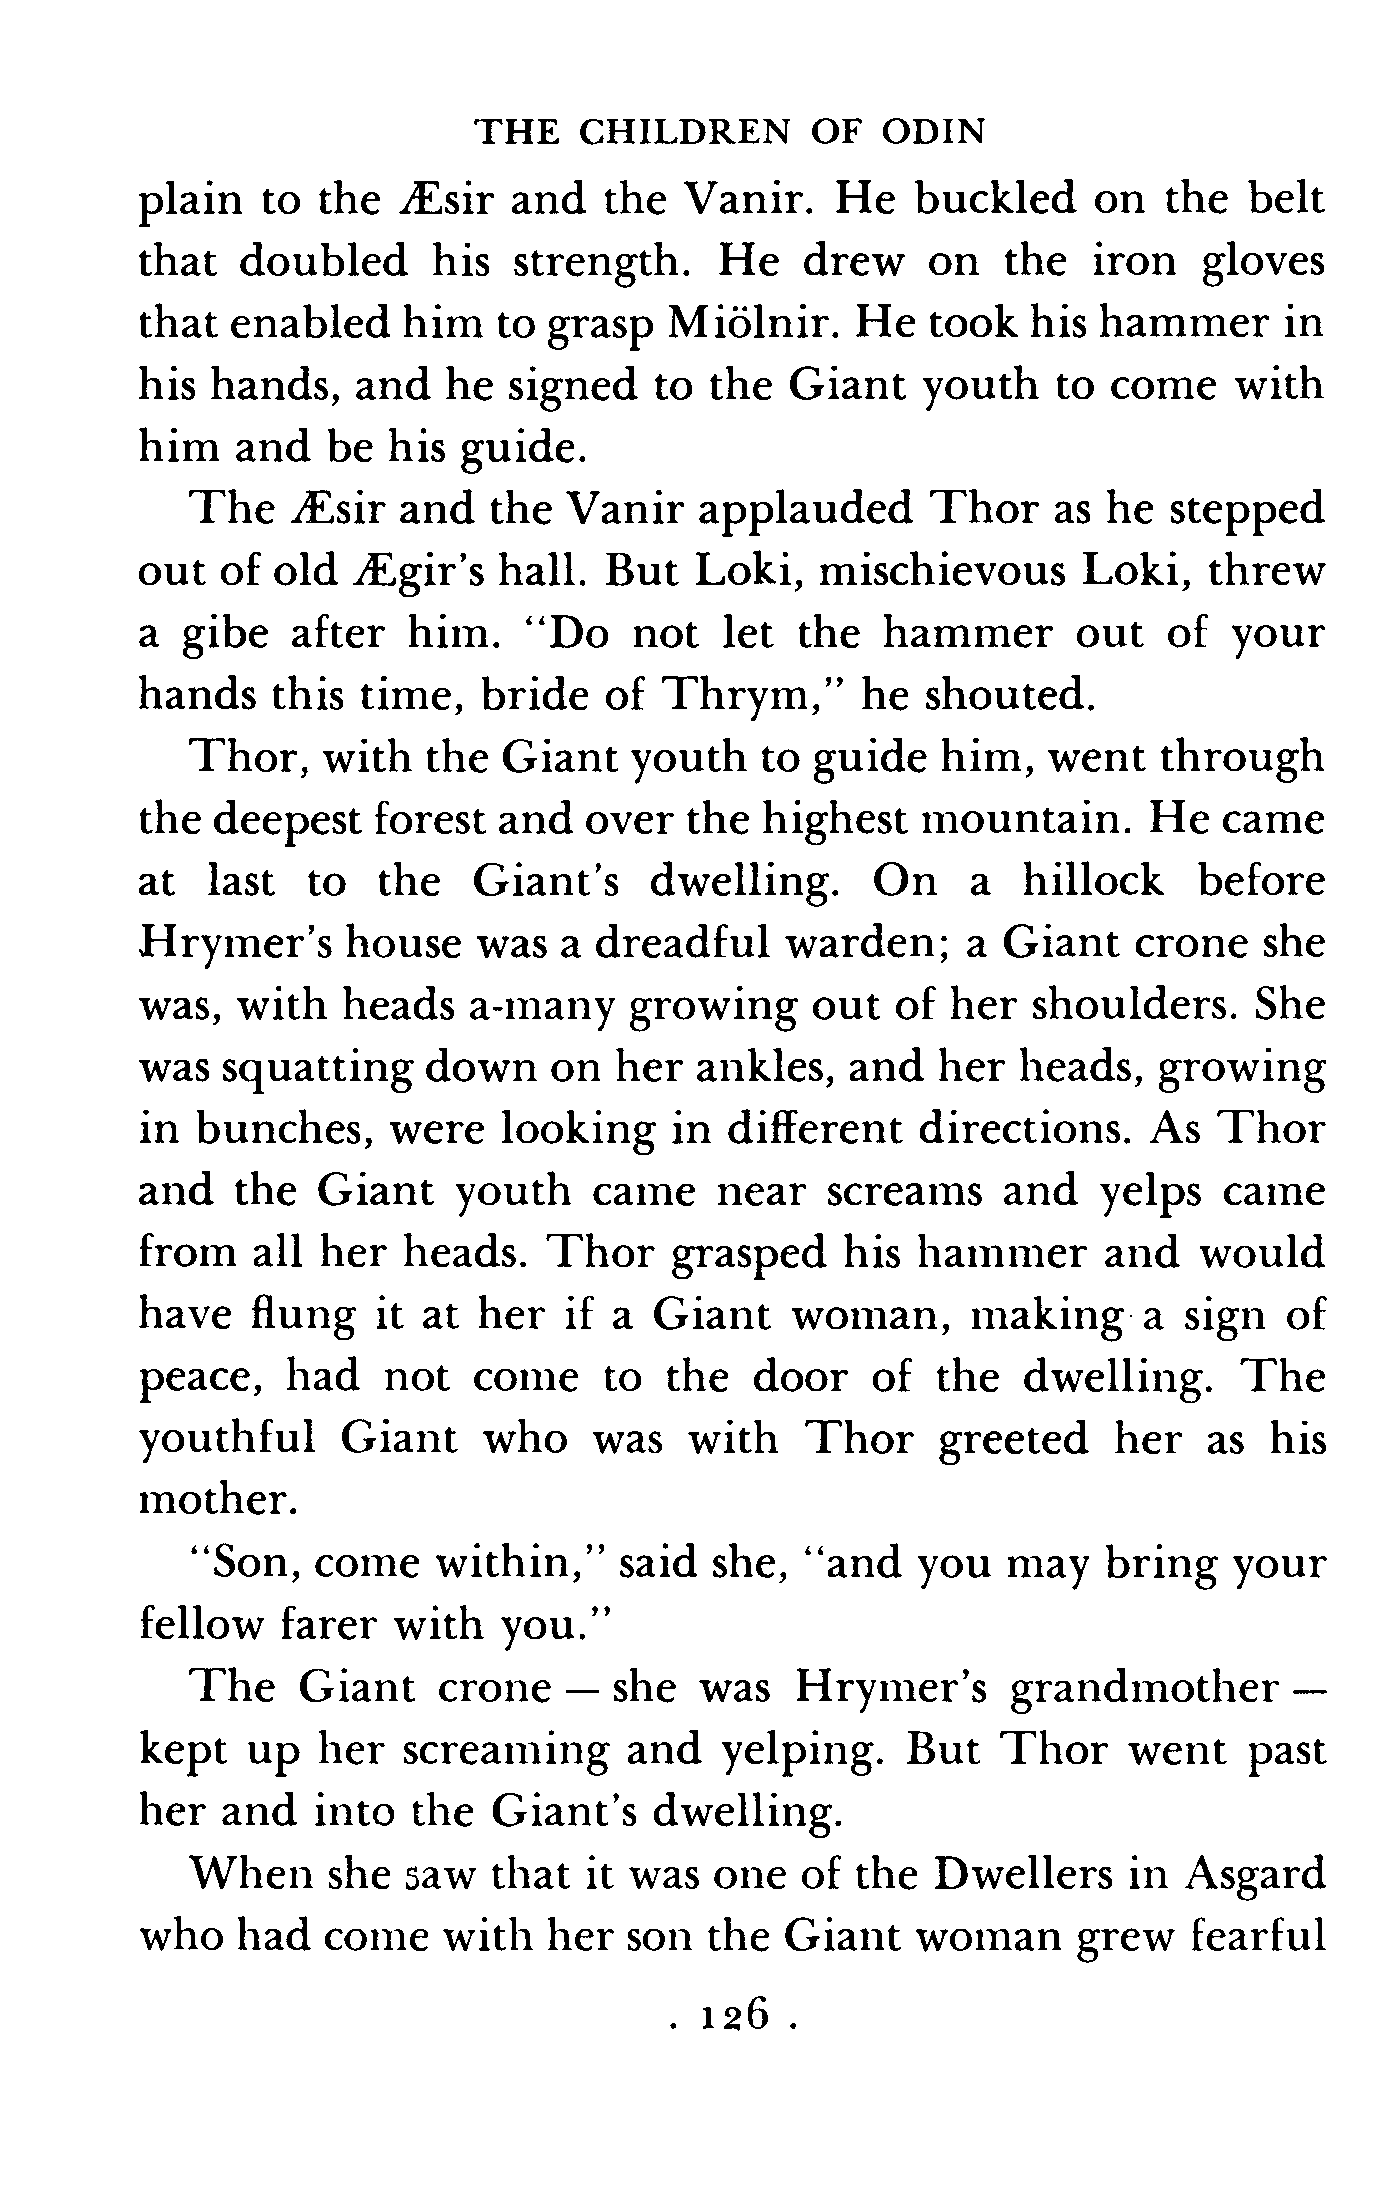 THE CHILDREN OF ODIN
plain to the Æsir and the Vanir. He buckled on the belt
that doubled his strength. He drew on the iron gloves
that enabled him to grasp Miölnir. He took his hammer in
his hands, and he signed to the Giant youth to come with
him and be his guide.
The Æsir and the Vanir applauded Thor as he stepped
out of old Ægir's hall. But Loki, mischievous Loki, threw
a gibe after him. "Do not let the hammer out of your
hands this time, bride of Thrym," he shouted.
Thor, with the Giant youth to guide him, went through
the deepest forest and over the highest mountain. He came
at last to the Giant's dwelling. On a hillock before
Hrymer's house was a dreadful warden; a Giant crone she
was, with heads a-many growing out of her shoulders. She
was squatting down on her ankles, and her heads, growing
in bunches, were looking in different directions. As Thor
and the Giant youth came near screams and yelps came
from all her heads. Thor grasped his hammer and would
have flung it at her if a Giant woman, making a sign of
peace, had not come to the door of the dwelling. The
youthful Giant who was with Thor greeted her as his
mother.
"Son, come within," said she, "and you may bring your
fellow farer with you."
The Giant crone — she was Hrymer's grandmother —
kept up her screaming and yelping. But Thor went past
her and into the Giant's dwelling.
When she saw that it was one of the Dwellers in Asgard
who had come with her son the Giant woman grew fearful
. 126 .